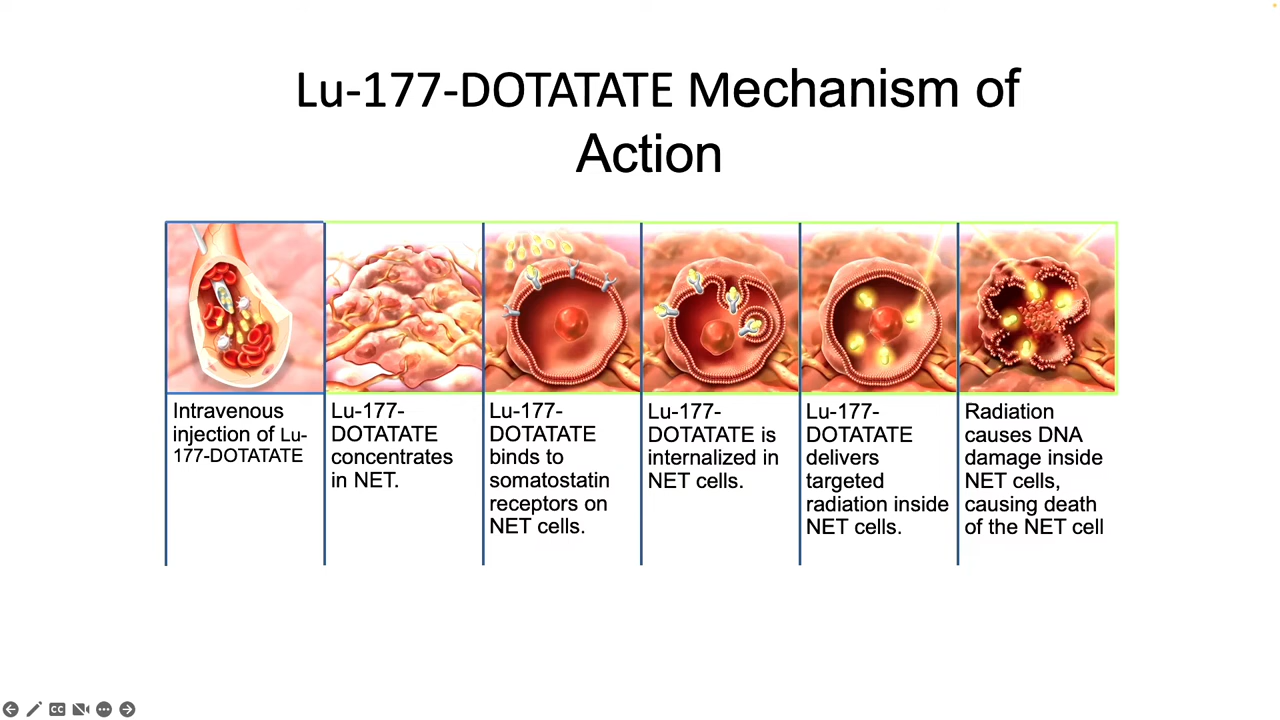 Lu-177-DOTATATE Mechanism of
Action
Intravenous
injection of Lu-
177-DOTATATE
Lu-177-
DOTATATE
concentrates
in NET.
Lu-177-
DOTATATE
binds to
somatostatin
receptors on
NET cells.
Lu-177-
DOTATATE is
internalized in
NET cells.
Lu-177-
DOTATATE
delivers
targeted
radiation inside
NET cells.
Radiation
causes DNA
damage inside
NET cells,
causing death
of the NET cell
CC